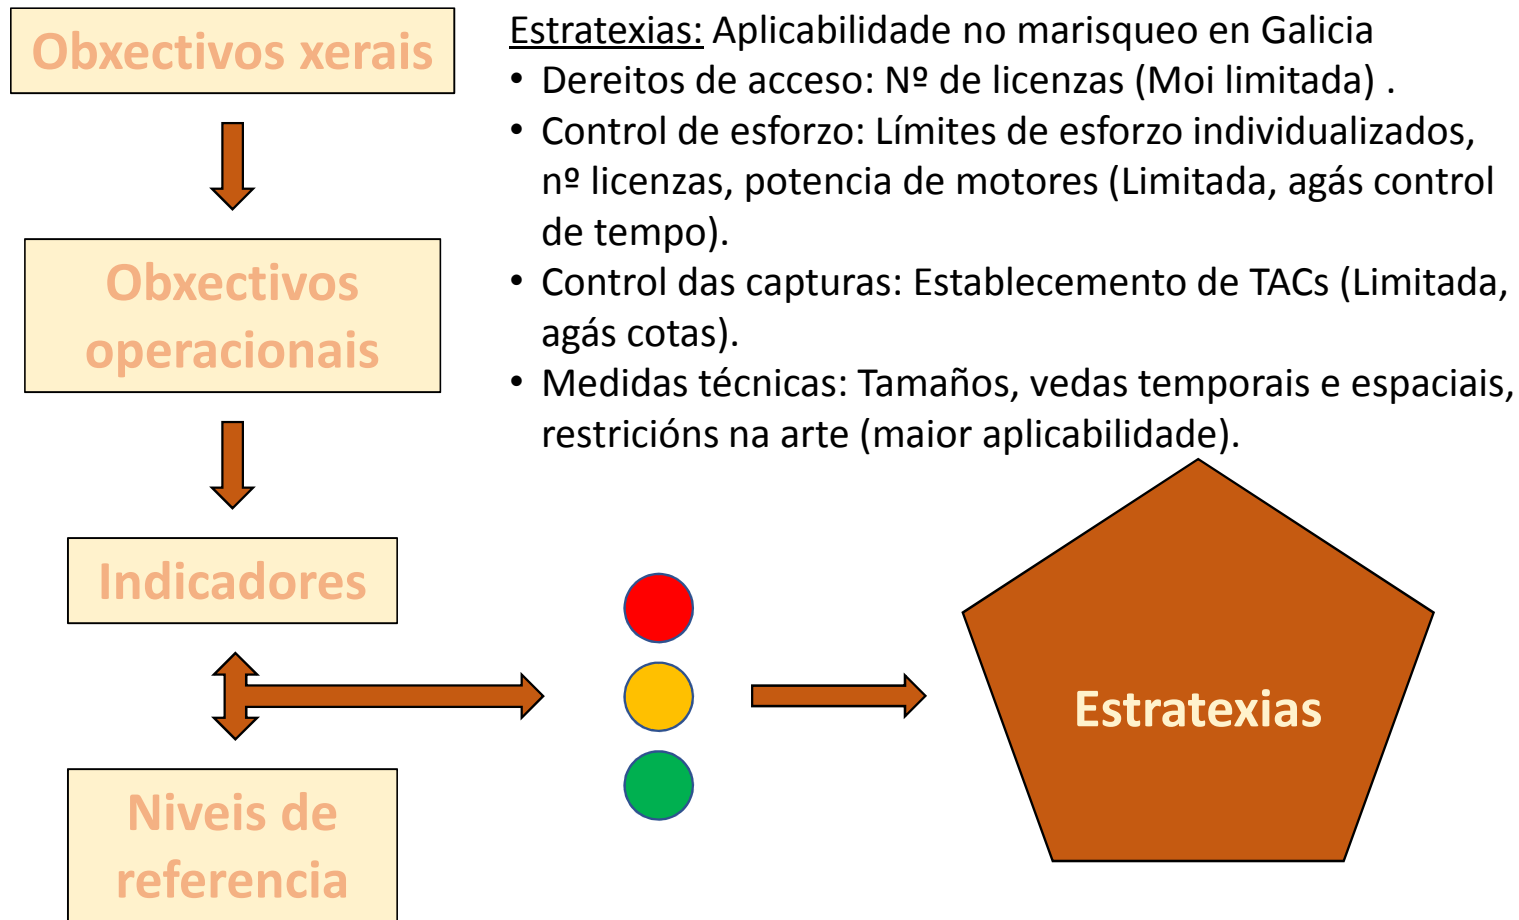 Obxectivos xerais
Obxectivos
operacionais
Indicadores
Niveis de
referencia
Estratexias: Aplicabilidade no marisqueo en Galicia
• Dereitos de acceso: Nº de licenzas (Moi limitada) .
• Control de esforzo: Límites de esforzo individualizados,
nº licenzas, potencia de motores (Limitada, agás control
de tempo).
• Control das capturas: Establecemento de TACs (Limitada,
agás cotas).
• Medidas técnicas: Tamaños, vedas temporais e espaciais,
restricións na arte (maior aplicabilidade).
Estratexias